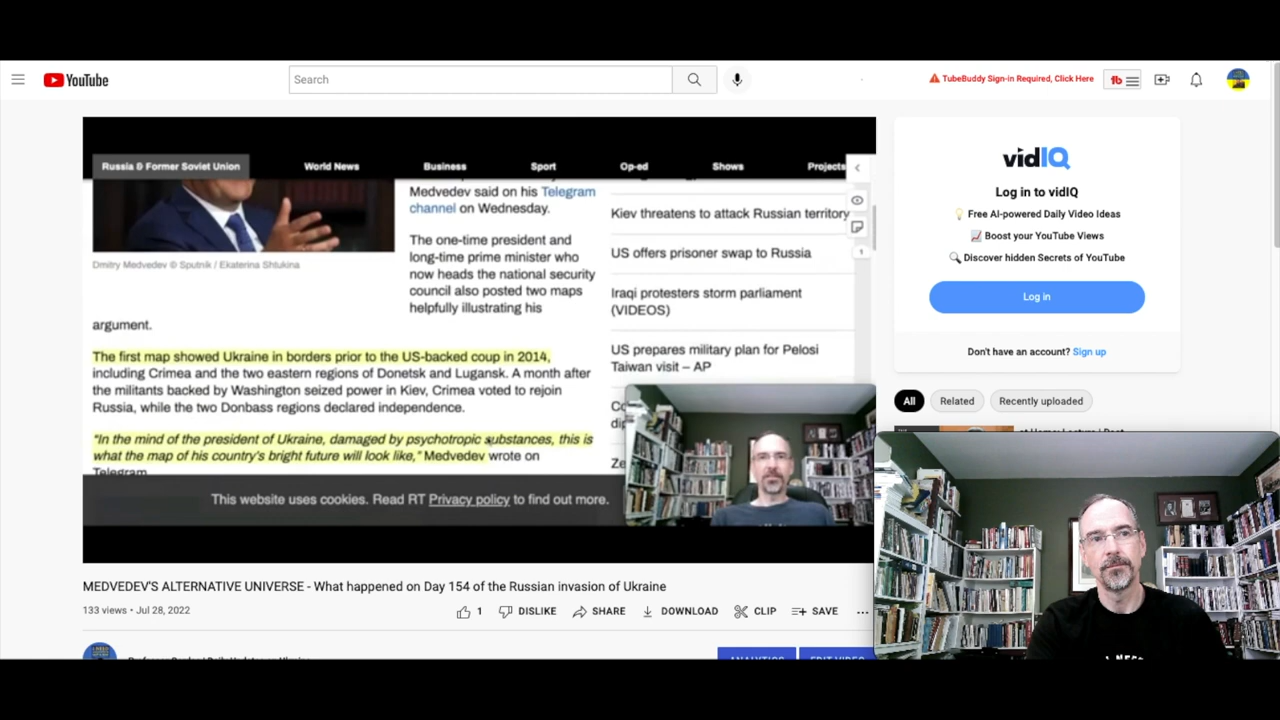 YouTube
Search
TubeBuddy Sign-in Required, Click Here
tb
Russia & Former Soviet Union
World News
Business
Sport
Op-ed
Shows
Projects
Medvedev said on his Telegram
channel on Wednesday.
The one-time president and
long-time prime minister who
now heads the national security
council also posted two maps
helpfully illustrating his
argument.
Dmitry Medvedev © Sputnik / Ekaterina Shtukina
The first map showed Ukraine in borders prior to the US-backed coup in 2014,
including Crimea and the two eastern regions of Donetsk and Lugansk. A month after
the militants backed by Washington seized power in Kiev, Crimea voted to rejoin
Russia, while the two Donbass regions declared independence.
"In the mind of the president of Ukraine, damaged by psychotropic substances, this is
what the map of his country's bright future will look like," Medvedev wrote on
Telegram
Kiev threatens to attack Russian territory
US offers prisoner swap to Russia
Iraqi protesters storm parliament
(VIDEOS)
US prepares military plan for Pelosi
Taiwan visit – AP
1
This website uses cookies. Read RT Privacy policy to find out more.
MEDVEDEV'S ALTERNATIVE UNIVERSE - What happened on Day 154 of the Russian invasion of Ukraine
133 views • Jul 28, 2022
1
DISLIKE
SHARE
DOWNLOAD
CLIP
SAVE
vidIQ
Log in to vidIQ
Free AI-powered Daily Video Ideas
Boost your YouTube Views
Discover hidden Secrets of YouTube
Log in
Don't have an account? Sign up
All
Related
Recently uploaded